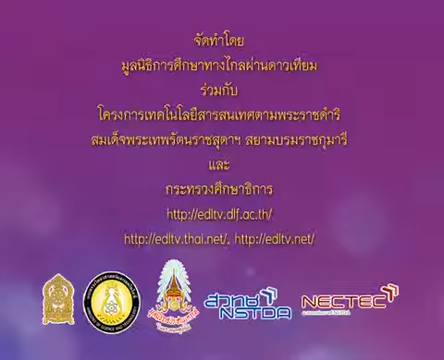 จัดทำโดย
มูลนิธิการศึกษาทางไกลผ่านดาวเทียม
ร่วมกับ
โครงการเทคโนโลยีสารสนเทศตามพระราชดำริ
สมเด็จพระเทพรัตนราชสุดาฯ สยามบรมราชกุมารี
และ
กระทรวงศึกษาธิการ
http://edltv.dlf.ac.th/
http://edltv.thai.net/, http://edltv.net/
สวทช NECTEC
NSTDA